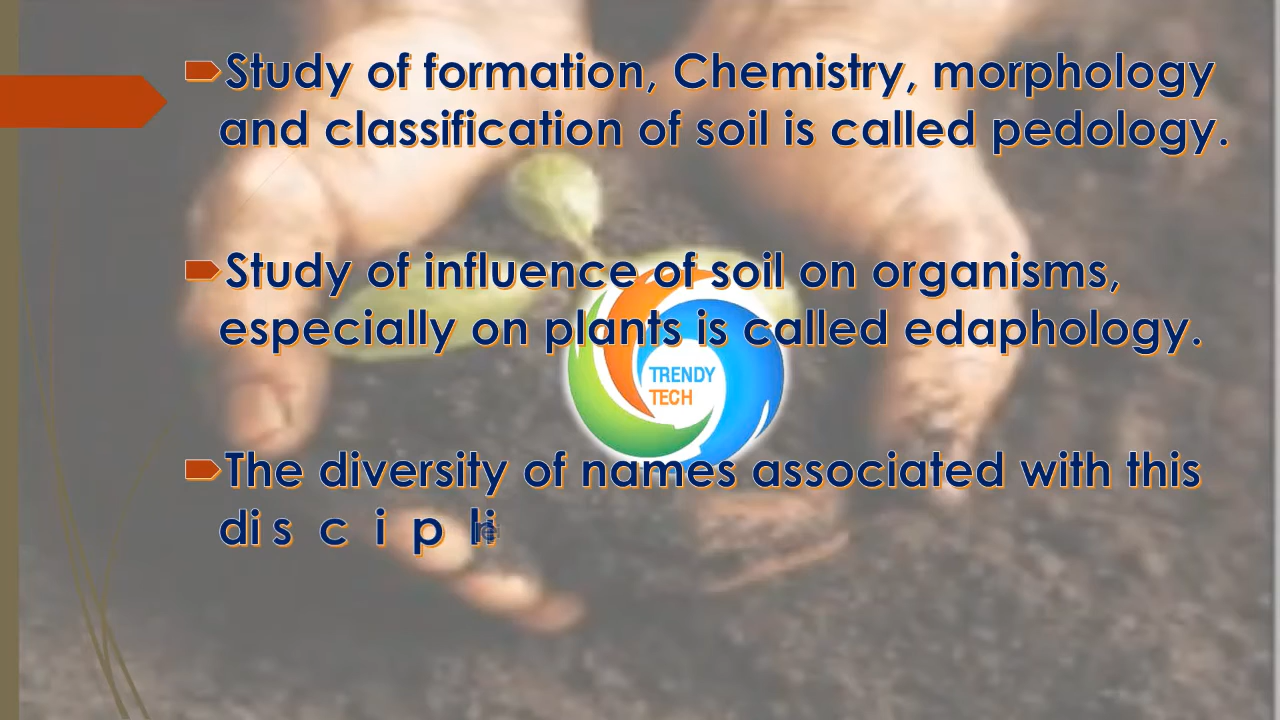 Study of formation, Chemistry, morphology
and classification of soil is called pedology.
Study of influence of soil on organisms,
especially on plants is called edaphology.
TRENDY
TECH
The diversity of names associated with this